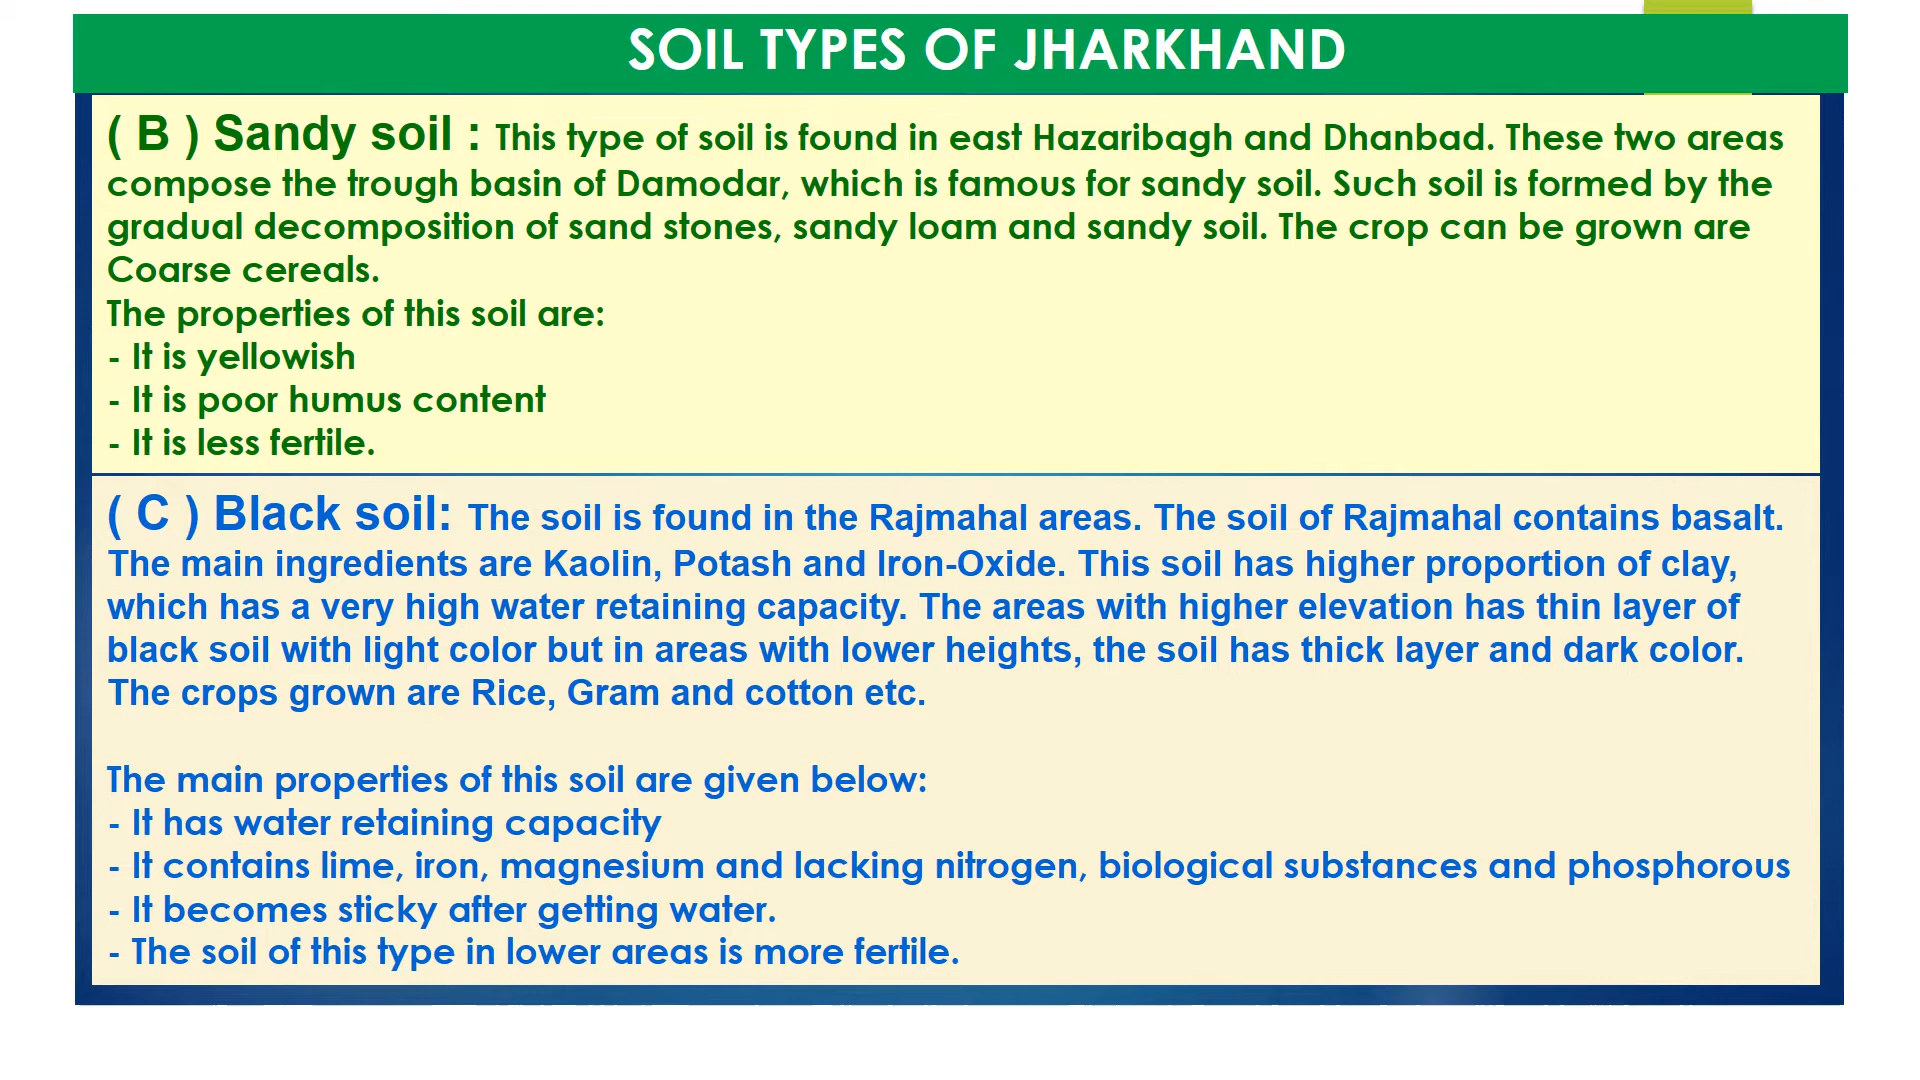 SOIL TYPES OF JHARKHAND
( B ) Sandy soil : This type of soil is found in east Hazaribagh and Dhanbad. These two areas
compose the trough basin of Damodar, which is famous for sandy soil. Such soil is formed by the
gradual decomposition of sand stones, sandy loam and sandy soil. The crop can be grown are
Coarse cereals.
The properties of this soil are:
- It is yellowish
- It is poor humus content
- It is less fertile.
( C ) Black soil: The soil is found in the Rajmahal areas. The soil of Rajmahal contains basalt.
The main ingredients are Kaolin, Potash and Iron-Oxide. This soil has higher proportion of clay,
which has a very high water retaining capacity. The areas with higher elevation has thin layer of
black soil with light color but in areas with lower heights, the soil has thick layer and dark color.
The crops grown are Rice, Gram and cotton etc.
The main properties of this soil are given below:
- It has water retaining capacity
- It contains lime, iron, magnesium and lacking nitrogen, biological substances and phosphorous
- It becomes sticky after getting water.
- The soil of this type in lower areas is more fertile.